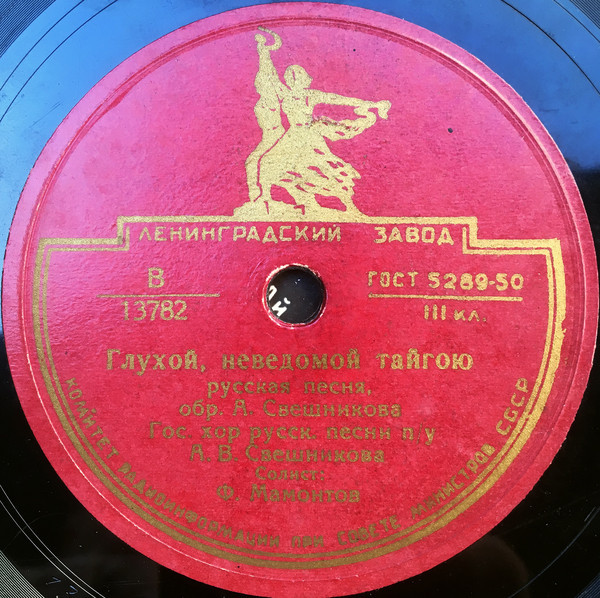 ЛЕНИНГРАДСКИЙ ЗАВОД
В
13782
ГОСТ 5289-50
III кл.
Глухой, неведомой тайгою
русская песня,
обр. А. Свешникова
Гос. хор русск. песни п/у
А. В. Свешникова
Солист:
Ф. Мамонтов
КОМИТЕТ РАДИОИНФОРМАЦИИ ПРИ СОВЕТЕ МИНИСТРОВ СССР